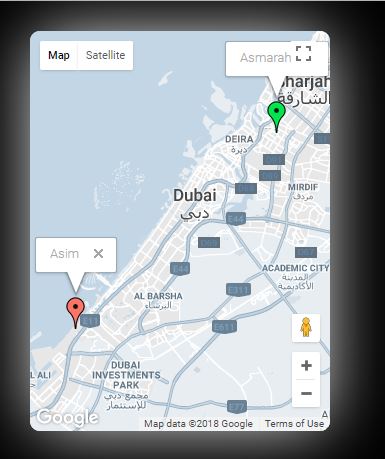 Map Satellite
Asmarah
harjah
الشارقة
DEIRA
ديرة
Dubai
دبي
MIRDIF
مردف
E44
Asim
ACADEMIC CITY
المدينة
الأكاديمية
E44
E311
AL BARSHA
البرشاء
E11
E611
DUBAI
INVESTMENTS
PARK
مجمع دبي
للإستثمار
L ALI
E77
Google
Map data ©2018 Google Terms of Use